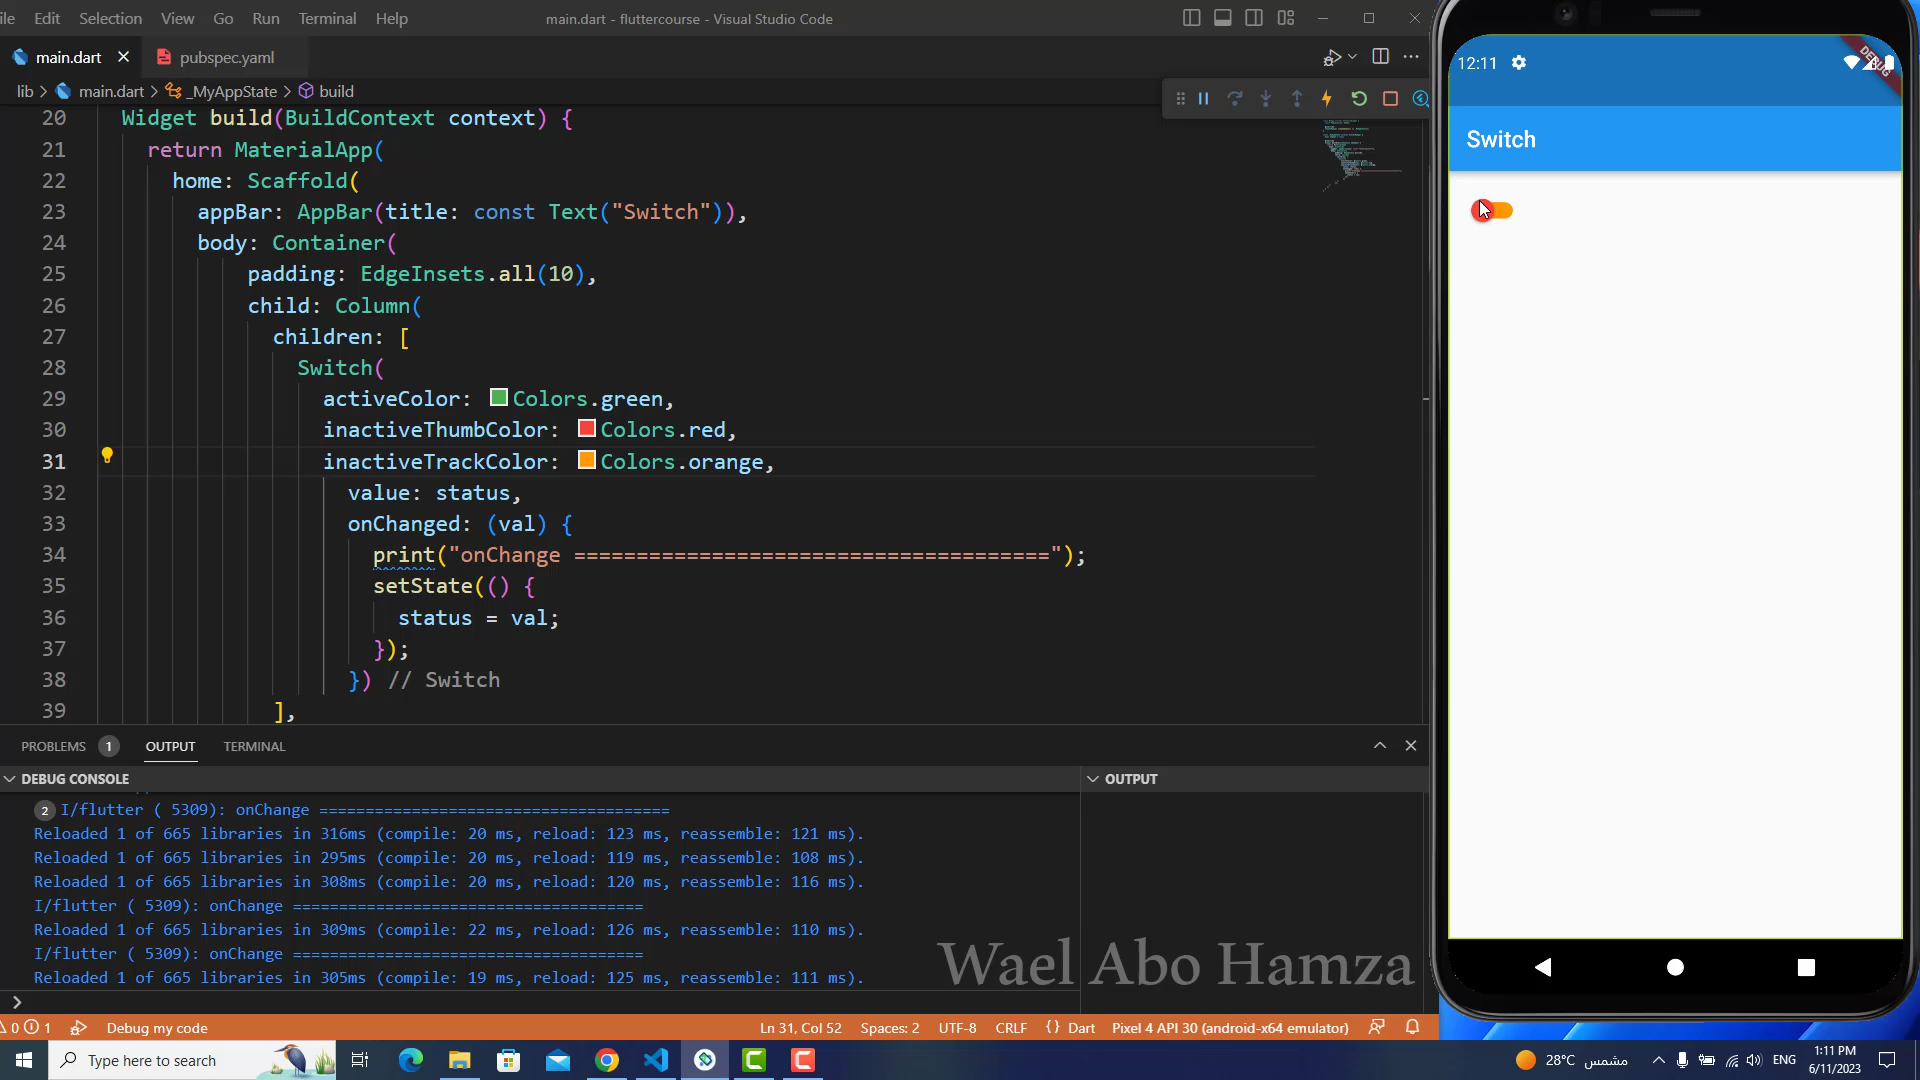 ile Edit Selection View Go Run Terminal Help
main.dart - fluttercourse - Visual Studio Code
main.dart
pubspec.yaml
lib > main.dart > _MyAppState > build
20 Widget build(BuildContext context) {
21 return MaterialApp(
22 home: Scaffold(
23 appBar: AppBar(title: const Text("Switch")),
24 body: Container(
25 padding: EdgeInsets.all(10),
26 child: Column(
27 children: [
28 Switch(
29 activeColor: Colors.green,
30 inactiveThumbColor: Colors.red,
31 inactiveTrackColor: Colors.orange,
32 value: status,
33 onChanged: (val) {
34 print("onChange ======================================");
35 setState(() {
36 status = val;
37 });
38 }) // Switch
39 ],
PROBLEMS 1 OUTPUT TERMINAL
DEBUG CONSOLE
2 I/flutter ( 5309): onChange ======================================
Reloaded 1 of 665 libraries in 316ms (compile: 20 ms, reload: 123 ms, reassemble: 121 ms).
Reloaded 1 of 665 libraries in 295ms (compile: 20 ms, reload: 119 ms, reassemble: 108 ms).
Reloaded 1 of 665 libraries in 308ms (compile: 20 ms, reload: 120 ms, reassemble: 116 ms).
I/flutter ( 5309): onChange ======================================
Reloaded 1 of 665 libraries in 309ms (compile: 22 ms, reload: 126 ms, reassemble: 110 ms).
I/flutter ( 5309): onChange ======================================
Reloaded 1 of 665 libraries in 305ms (compile: 19 ms, reload: 125 ms, reassemble: 111 ms).
>
OUTPUT
Wael Abo Hamza
0 1 Debug my code
Ln 31, Col 52 Spaces: 2 UTF-8 CRLF {} Dart Pixel 4 API 30 (android-x64 emulator)
12:11
DEBUG
Switch
Type here to search
28°C مشمس
ENG
1:11 PM
6/11/2023